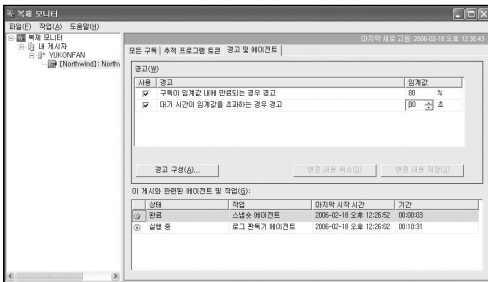 복제 모니터
파일(F) 작업(A) 도움말(H)
복제 모니터
내 게시자
YUKONFAN
[Northwind]: North
마지막 새로 고침: 2006-02-18 오후 12:36:43
모든 구독 추적 프로그램 토큰 경고 및 에이전트
경고(W)
사용 경고 임계값
구독이 임계값 내에 만료되는 경우 경고 80 %
대기 시간이 임계값을 초과하는 경우 경고 30 초
경고 구성(A)... 변경 내용 취소(D) 변경 내용 저장(S)
이 게시와 관련된 에이전트 및 작업(G):
상태 작업 마지막 시작 시간 기간
완료 스냅숏 에이전트 2006-02-18 오후 12:26:52 00:00:03
실행 중 로그 판독기 에이전트 2006-02-18 오후 12:26:02 00:10:31